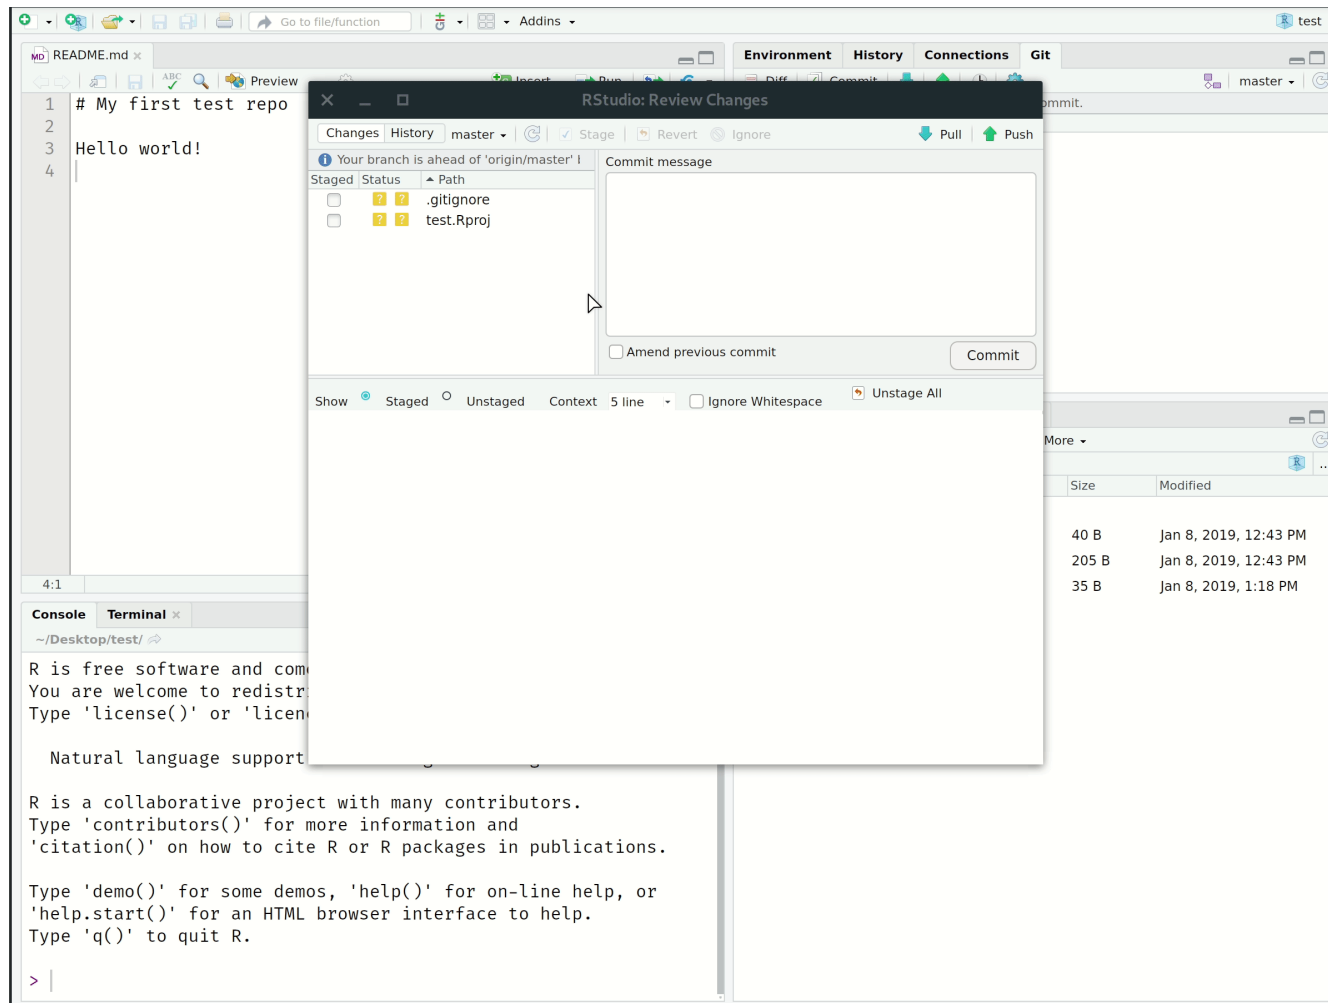 Go to file/function
Addins
test
README.md
Environment History Connections Git
ABC
Preview
Insert Run
Diff Commit
master
1 # My first test repo
2
3 Hello world!
4
4:1
RStudio: Review Changes
Changes History master Stage Revert Ignore Pull Push
Your branch is ahead of 'origin/master'
Staged Status Path
.gitignore
test.Rproj
Commit message
Amend previous commit
Commit
Show Staged Unstaged Context 5 line Ignore Whitespace Unstage All
ommit.
More
Size Modified
40 B Jan 8, 2019, 12:43 PM
205 B Jan 8, 2019, 12:43 PM
35 B Jan 8, 2019, 1:18 PM
Console Terminal
~/Desktop/test/
R is free software and com
You are welcome to redistr
Type 'license()' or 'licen
Natural language support
R is a collaborative project with many contributors.
Type 'contributors()' for more information and
'citation()' on how to cite R or R packages in publications.
Type 'demo()' for some demos, 'help()' for on-line help, or
'help.start()' for an HTML browser interface to help.
Type 'q()' to quit R.
>